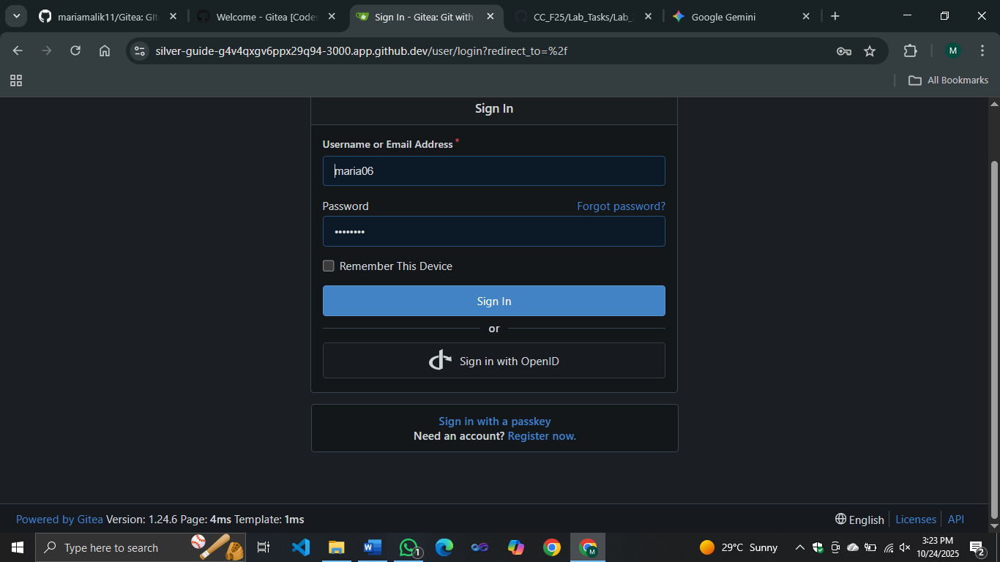 mariamalik11/Gitea: Git
Welcome - Gitea [Codes
Sign In - Gitea: Git with
CC_F25/Lab_Tasks/Lab_
Google Gemini
silver-guide-g4v4qxgv6ppx29q94-3000.app.github.dev/user/login?redirect_to=%2f
M
All Bookmarks
Sign In
Username or Email Address *
maria06
Password
Forgot password?
••••••••
Remember This Device
Sign In
or
Sign in with OpenID
Sign in with a passkey
Need an account? Register now.
Powered by Gitea Version: 1.24.6 Page: 4ms Template: 1ms
English
Licenses
API
Type here to search
1
M
29°C Sunny
3:23 PM
10/24/2025
2